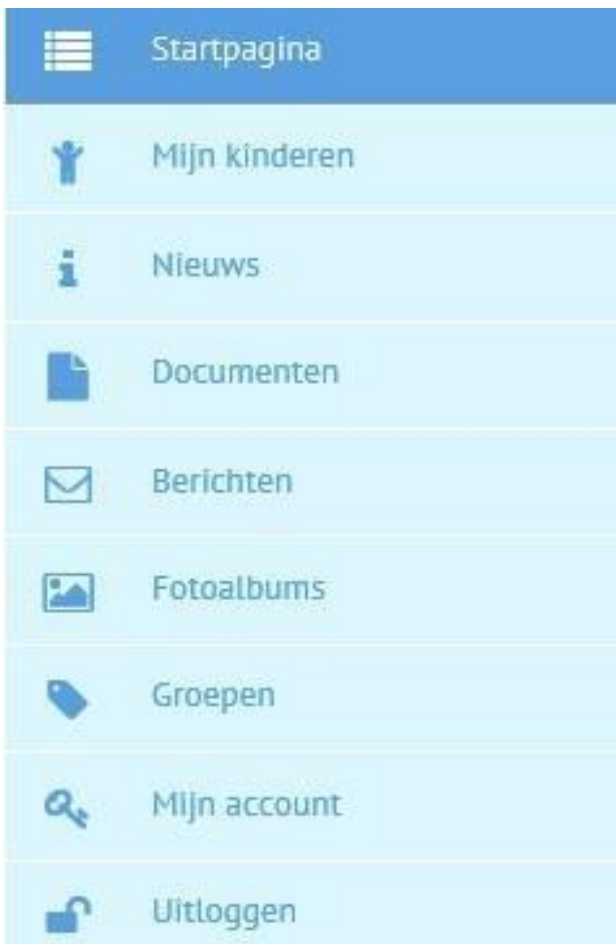 Startpagina
Mijn kinderen
Nieuws
Documenten
Berichten
Fotoalbums
Groepen
Mijn account
Uitloggen